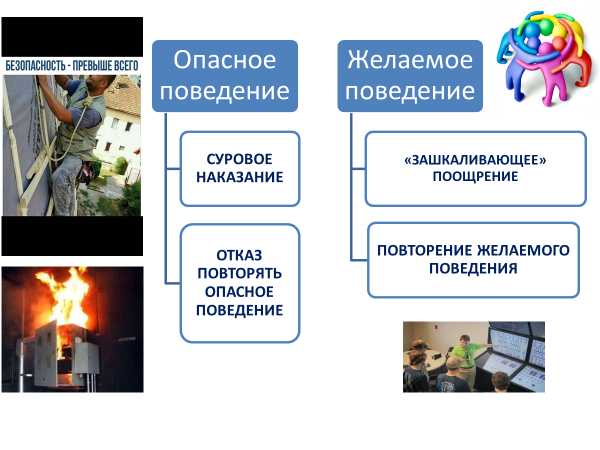 БЕЗОПАСНОСТЬ - ПРЕВЫШЕ ВСЕГО
Опасное
поведение
СУРОВОЕ
НАКАЗАНИЕ
ОТКАЗ
ПОВТОРЯТЬ
ОПАСНОЕ
ПОВЕДЕНИЕ
Желаемое
поведение
«ЗАШКАЛИВАЮЩЕЕ»
ПООЩРЕНИЕ
ПОВТОРЕНИЕ ЖЕЛАЕМОГО
ПОВЕДЕНИЯ